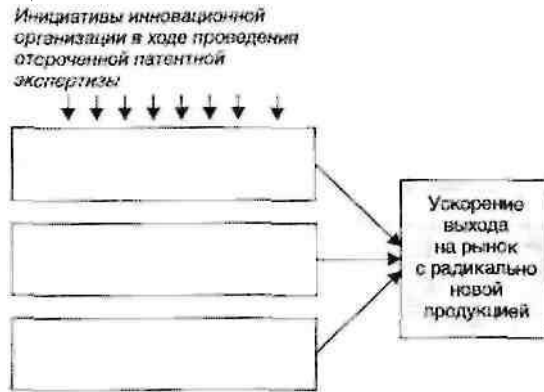 Инициативы инновационной
организации в ходе проведения
отсроченной патентной
экспертизы
Ускорение
выхода
на рынок
с радикально
новой
продукцией